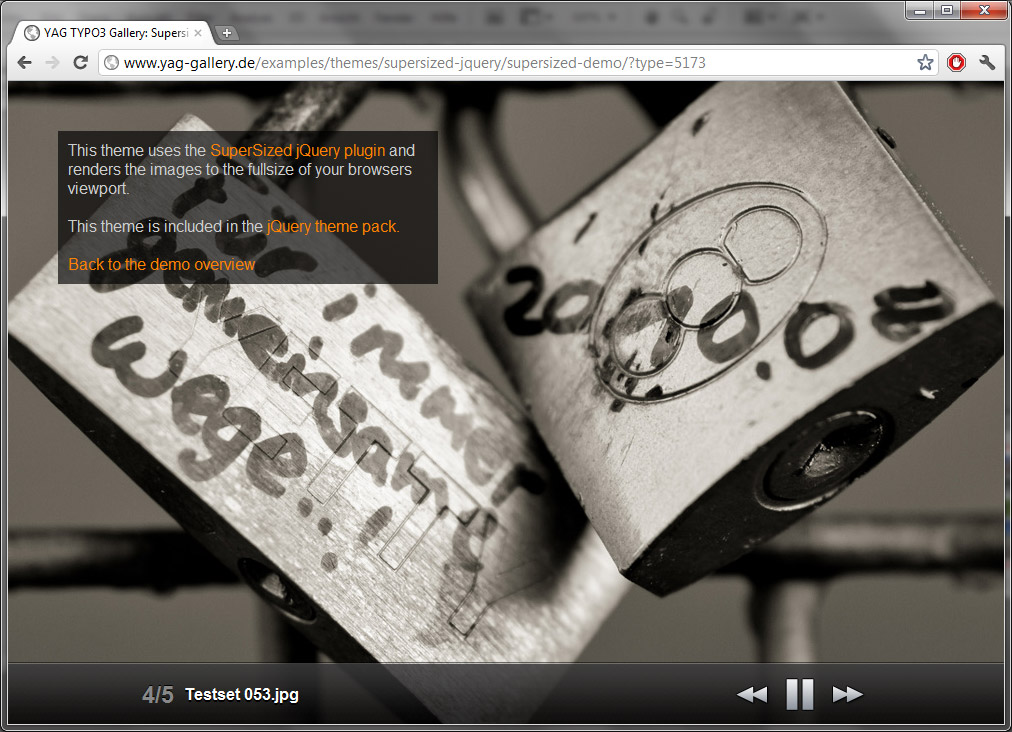 YAG TYPO3 Gallery: Supersi
www.yag-gallery.de/examples/themes/supersized-jquery/supersized-demo/?type=5173
This theme uses the SuperSized jQuery plugin and
renders the images to the fullsize of your browsers
viewport.
This theme is included in the jQuery theme pack.
Back to the demo overview
Für
immer
gemeinsame
Wege!
20
.08
4/5 Testset 053.jpg